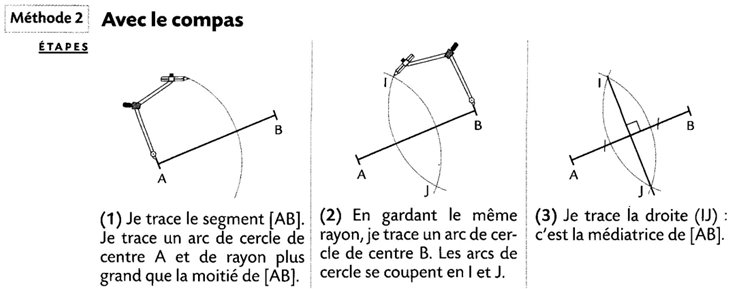 Méthode 2 Avec le compas
ÉTAPES
A B
I B A J
I B A J
(1) Je trace le segment [AB].
Je trace un arc de cercle de
centre A et de rayon plus
grand que la moitié de [AB].
(2) En gardant le même
rayon, je trace un arc de cer-
cle de centre B. Les arcs de
cercle se coupent en I et J.
(3) Je trace la droite (IJ) :
c'est la médiatrice de [AB].